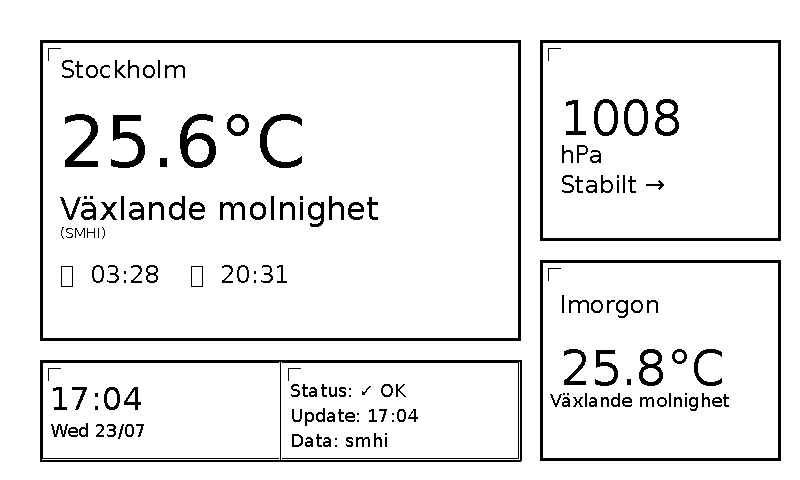 Stockholm
25.6°C
Växlande molnighet
(SMHI)
03:28 20:31
1008
hPa
Stabilt →
Imorgon
25.8°C
Växlande molnighet
17:04
Wed 23/07
Status: ✓ OK
Update: 17:04
Data: smhi